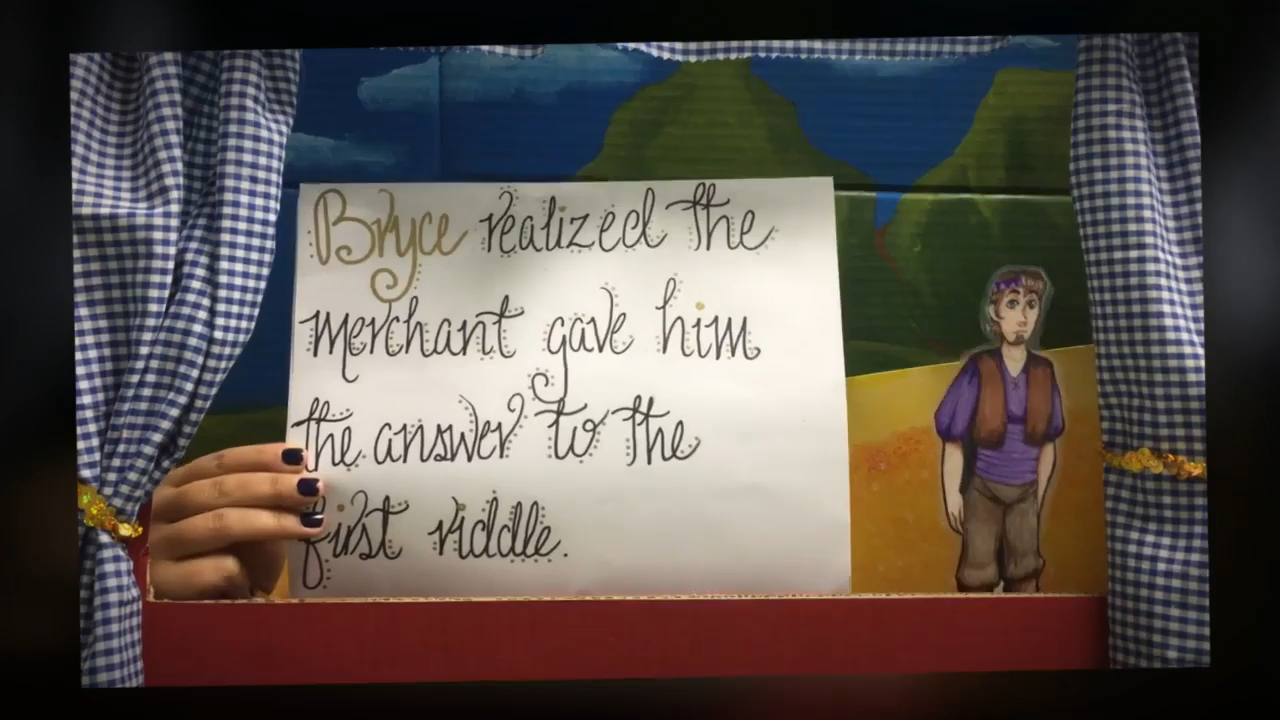 Bryce realized the
merchant gave him
the answer to the
first riddle.